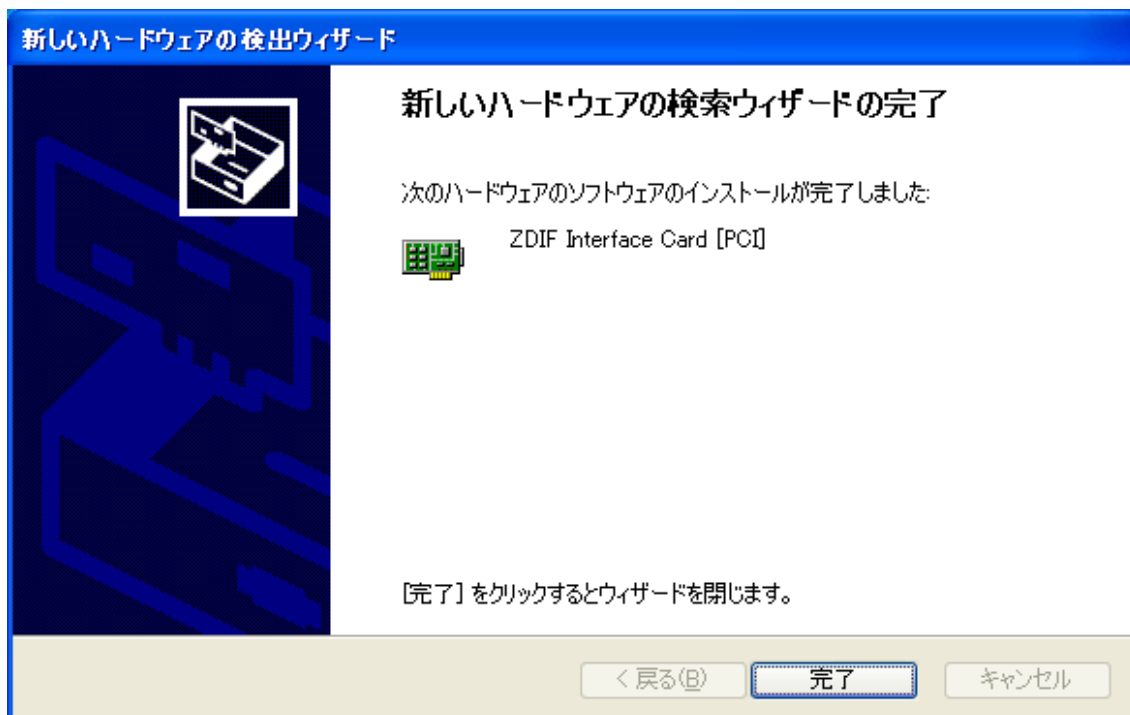 新しいハードウェアの検出ウィザード
新しいハードウェアの検索ウィザードの完了
次のハードウェアのソフトウェアのインストールが完了しました:
ZDIF Interface Card [PCI]
[完了] をクリックするとウィザードを閉じます。
< 戻る(B)
完了
キャンセル